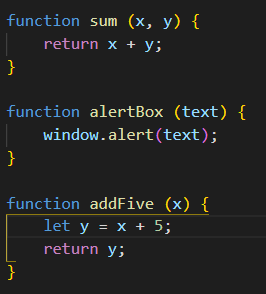 function sum (x, y) {
    return x + y;
}

function alertBox (text) {
    window.alert(text);
}

function addFive (x) {
    let y = x + 5;
    return y;
}